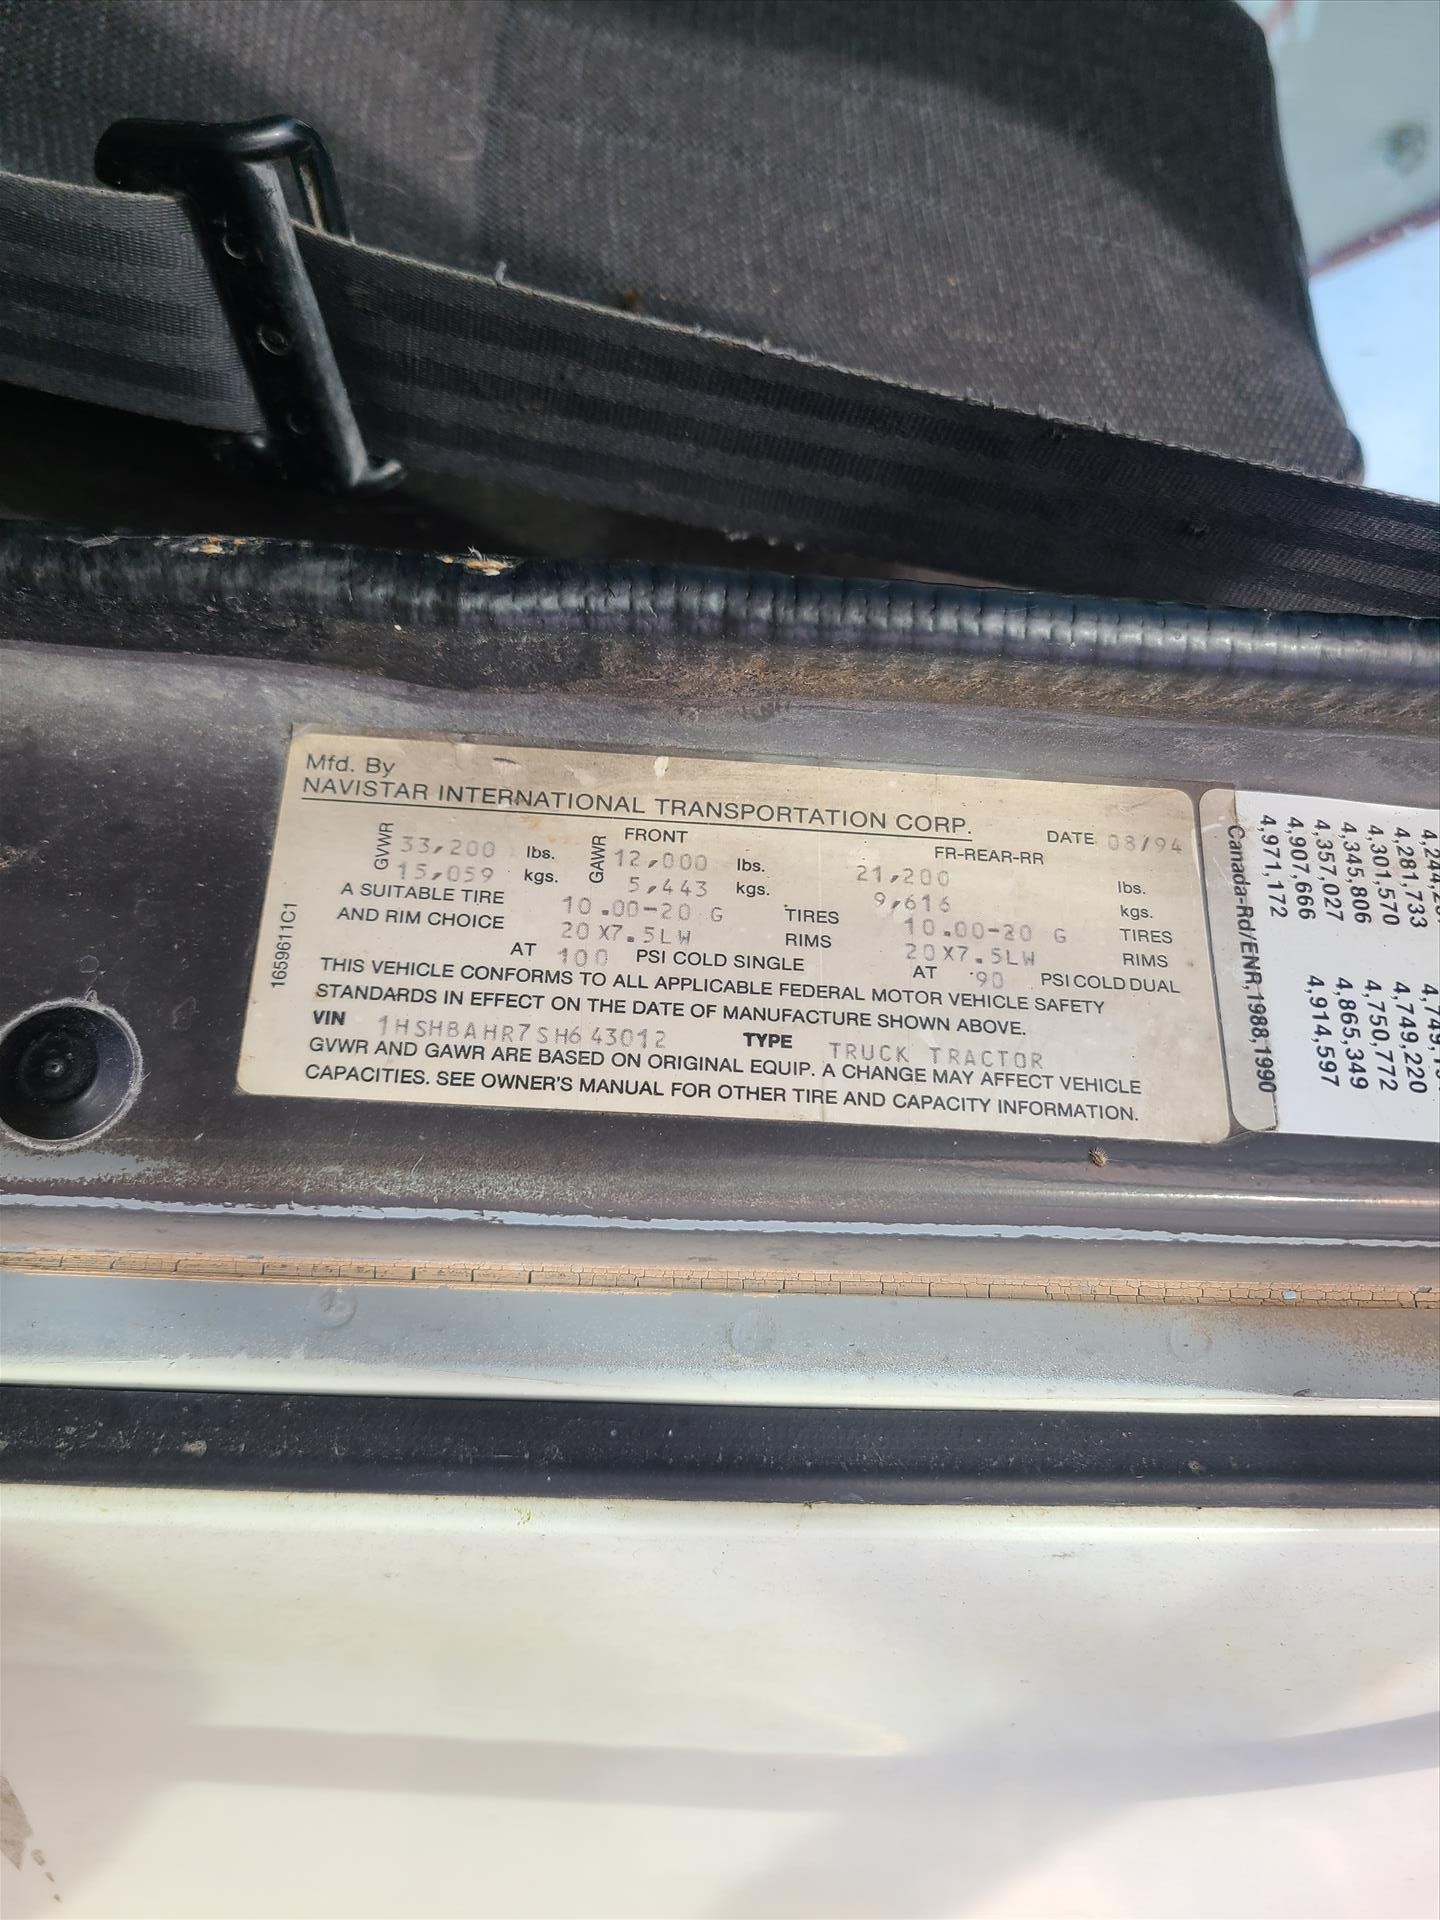 Mfd. By
NAVISTAR INTERNATIONAL TRANSPORTATION CORP.
DATE 08/94
FRONT FR-REAR-RR
GVWR 33,200 lbs. GAWR 12,000 lbs. 21,200 lbs.
15,059 kgs. 5,443 kgs. 9,616 kgs.
A SUITABLE TIRE 10.00-20 G TIRES 10.00-20 G TIRES
AND RIM CHOICE 20X7.5LW RIMS 20X7.5LW RIMS
AT 100 PSI COLD SINGLE AT 90 PSI COLD DUAL
THIS VEHICLE CONFORMS TO ALL APPLICABLE FEDERAL MOTOR VEHICLE SAFETY
STANDARDS IN EFFECT ON THE DATE OF MANUFACTURE SHOWN ABOVE.
VIN 1HSHBAHR7SH643012 TYPE TRUCK TRACTOR
GVWR AND GAWR ARE BASED ON ORIGINAL EQUIP. A CHANGE MAY AFFECT VEHICLE
CAPACITIES. SEE OWNER'S MANUAL FOR OTHER TIRE AND CAPACITY INFORMATION.
1659611C1
4,281,733 4,749,220
4,301,570 4,750,772
4,345,806 4,865,349
4,357,027 4,914,597
4,907,666
4,971,172
Canada-Rd/ENR,1988,1990